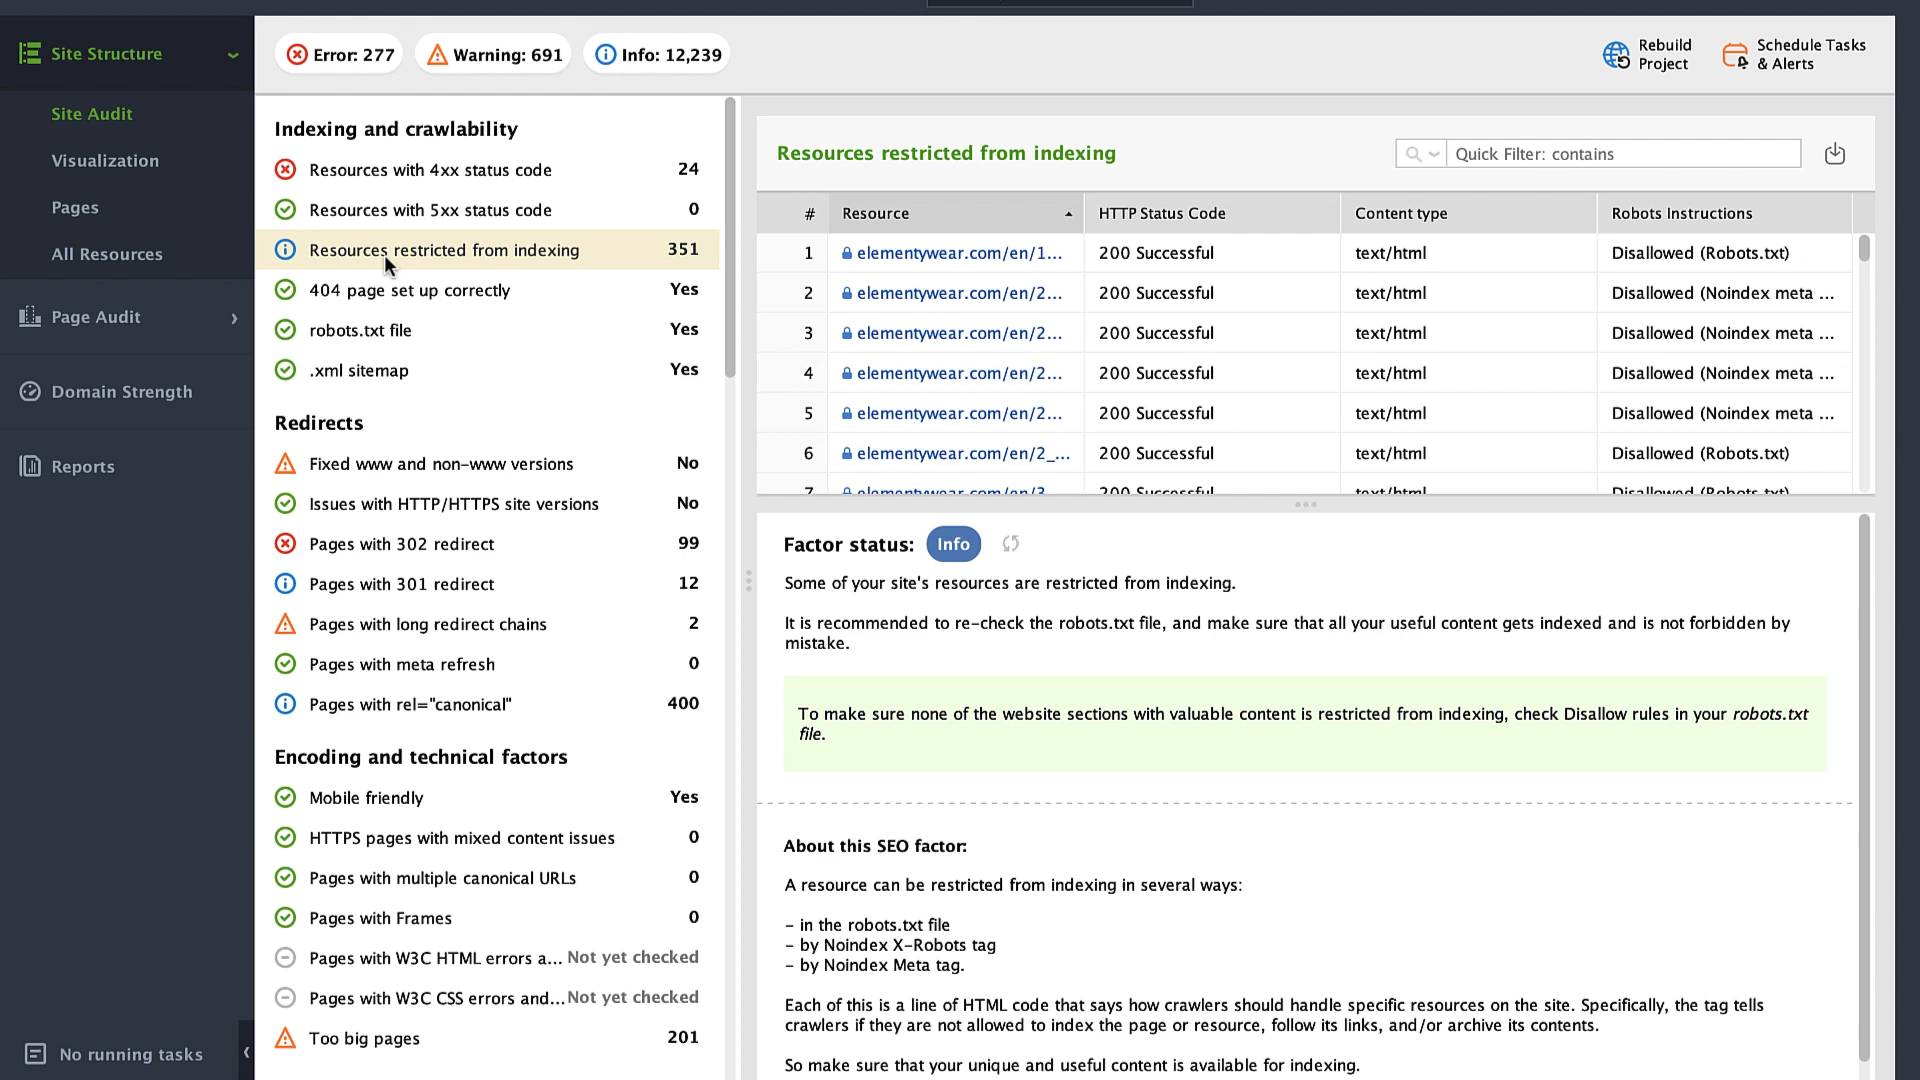 Site Structure
Site Audit
Visualization
Pages
All Resources
Page Audit
Domain Strength
Reports
No running tasks
Error: 277
Warning: 691
Info: 12,239
Rebuild
Project
Schedule Tasks
& Alerts
Indexing and crawlability
Resources with 4xx status code 24
Resources with 5xx status code 0
Resources restricted from indexing 351
404 page set up correctly Yes
robots.txt file Yes
.xml sitemap Yes
Redirects
Fixed www and non-www versions No
Issues with HTTP/HTTPS site versions No
Pages with 302 redirect 99
Pages with 301 redirect 12
Pages with long redirect chains 2
Pages with meta refresh 0
Pages with rel="canonical" 400
Encoding and technical factors
Mobile friendly Yes
HTTPS pages with mixed content issues 0
Pages with multiple canonical URLs 0
Pages with Frames 0
Pages with W3C HTML errors a... Not yet checked
Pages with W3C CSS errors and... Not yet checked
Too big pages 201
Resources restricted from indexing
Quick Filter: contains
# Resource HTTP Status Code Content type Robots Instructions
1 elementywear.com/en/1... 200 Successful text/html Disallowed (Robots.txt)
2 elementywear.com/en/2... 200 Successful text/html Disallowed (Noindex meta ...
3 elementywear.com/en/2... 200 Successful text/html Disallowed (Noindex meta ...
4 elementywear.com/en/2... 200 Successful text/html Disallowed (Noindex meta ...
5 elementywear.com/en/2... 200 Successful text/html Disallowed (Noindex meta ...
6 elementywear.com/en/2_... 200 Successful text/html Disallowed (Robots.txt)
7 elementywear.com/en/3... 200 Successful text/html Disallowed (Robots.txt)
Factor status: Info
Some of your site's resources are restricted from indexing.
It is recommended to re-check the robots.txt file, and make sure that all your useful content gets indexed and is not forbidden by
mistake.
To make sure none of the website sections with valuable content is restricted from indexing, check Disallow rules in your robots.txt
file.
About this SEO factor:
A resource can be restricted from indexing in several ways:
- in the robots.txt file
- by Noindex X-Robots tag
- by Noindex Meta tag.
Each of this is a line of HTML code that says how crawlers should handle specific resources on the site. Specifically, the tag tells
crawlers if they are not allowed to index the page or resource, follow its links, and/or archive its contents.
So make sure that your unique and useful content is available for indexing.